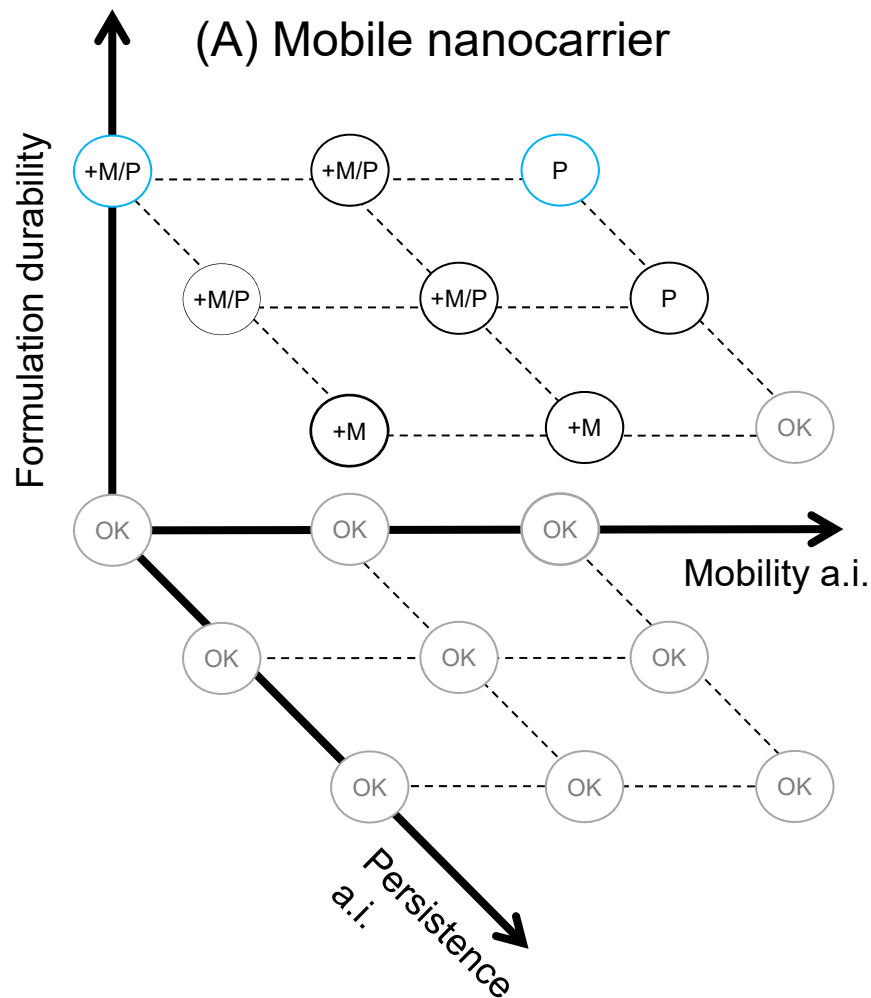 (A) Mobile nanocarrier
Formulation durability
+M/P
+M/P
P
+M/P
+M/P
P
+M
+M
OK
OK
OK
OK
Mobility a.i.
OK
OK
OK
OK
OK
OK
Persistence
a.i.